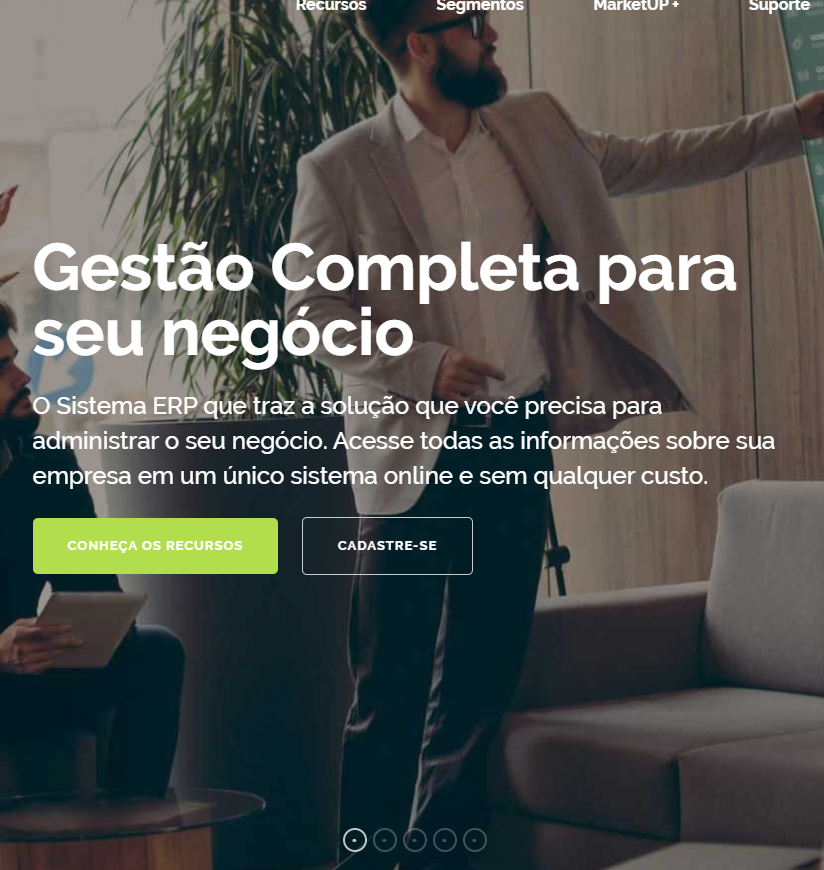 Recursos Segmentos MarketUP + Suporte
Gestão Completa para
seu negócio
O Sistema ERP que traz a solução que você precisa para
administrar o seu negócio. Acesse todas as informações sobre sua
empresa em um único sistema online e sem qualquer custo.
CONHEÇA OS RECURSOS CADASTRE-SE